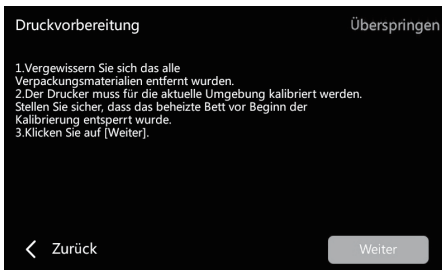 Druckvorbereitung
Überspringen
1.Vergewissern Sie sich das alle
Verpackungsmaterialien entfernt wurden.
2.Der Drucker muss für die aktuelle Umgebung kalibriert werden.
Stellen Sie sicher, dass das beheizte Bett vor Beginn der
Kalibrierung entsperrt wurde.
3.Klicken Sie auf [Weiter].
Zurück
Weiter